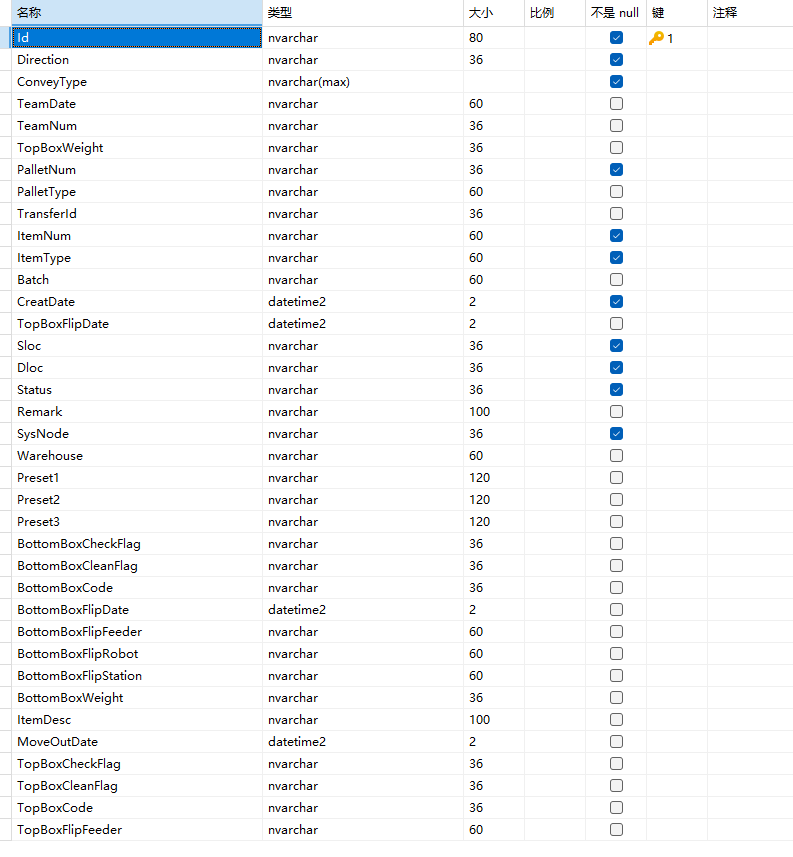 名称 类型 大小 比例 不是 null 键 注释
Id nvarchar 80 1
Direction nvarchar 36
ConveyType nvarchar(max)
TeamDate nvarchar 60
TeamNum nvarchar 36
TopBoxWeight nvarchar 36
PalletNum nvarchar 36
PalletType nvarchar 60
TransferId nvarchar 36
ItemNum nvarchar 60
ItemType nvarchar 60
Batch nvarchar 60
CreatDate datetime2 2
TopBoxFlipDate datetime2 2
Sloc nvarchar 36
Dloc nvarchar 36
Status nvarchar 36
Remark nvarchar 100
SysNode nvarchar 36
Warehouse nvarchar 60
Preset1 nvarchar 120
Preset2 nvarchar 120
Preset3 nvarchar 120
BottomBoxCheckFlag nvarchar 36
BottomBoxCleanFlag nvarchar 36
BottomBoxCode nvarchar 36
BottomBoxFlipDate datetime2 2
BottomBoxFlipFeeder nvarchar 60
BottomBoxFlipRobot nvarchar 60
BottomBoxFlipStation nvarchar 60
BottomBoxWeight nvarchar 36
ItemDesc nvarchar 100
MoveOutDate datetime2 2
TopBoxCheckFlag nvarchar 36
TopBoxCleanFlag nvarchar 36
TopBoxCode nvarchar 36
TopBoxFlipFeeder nvarchar 60